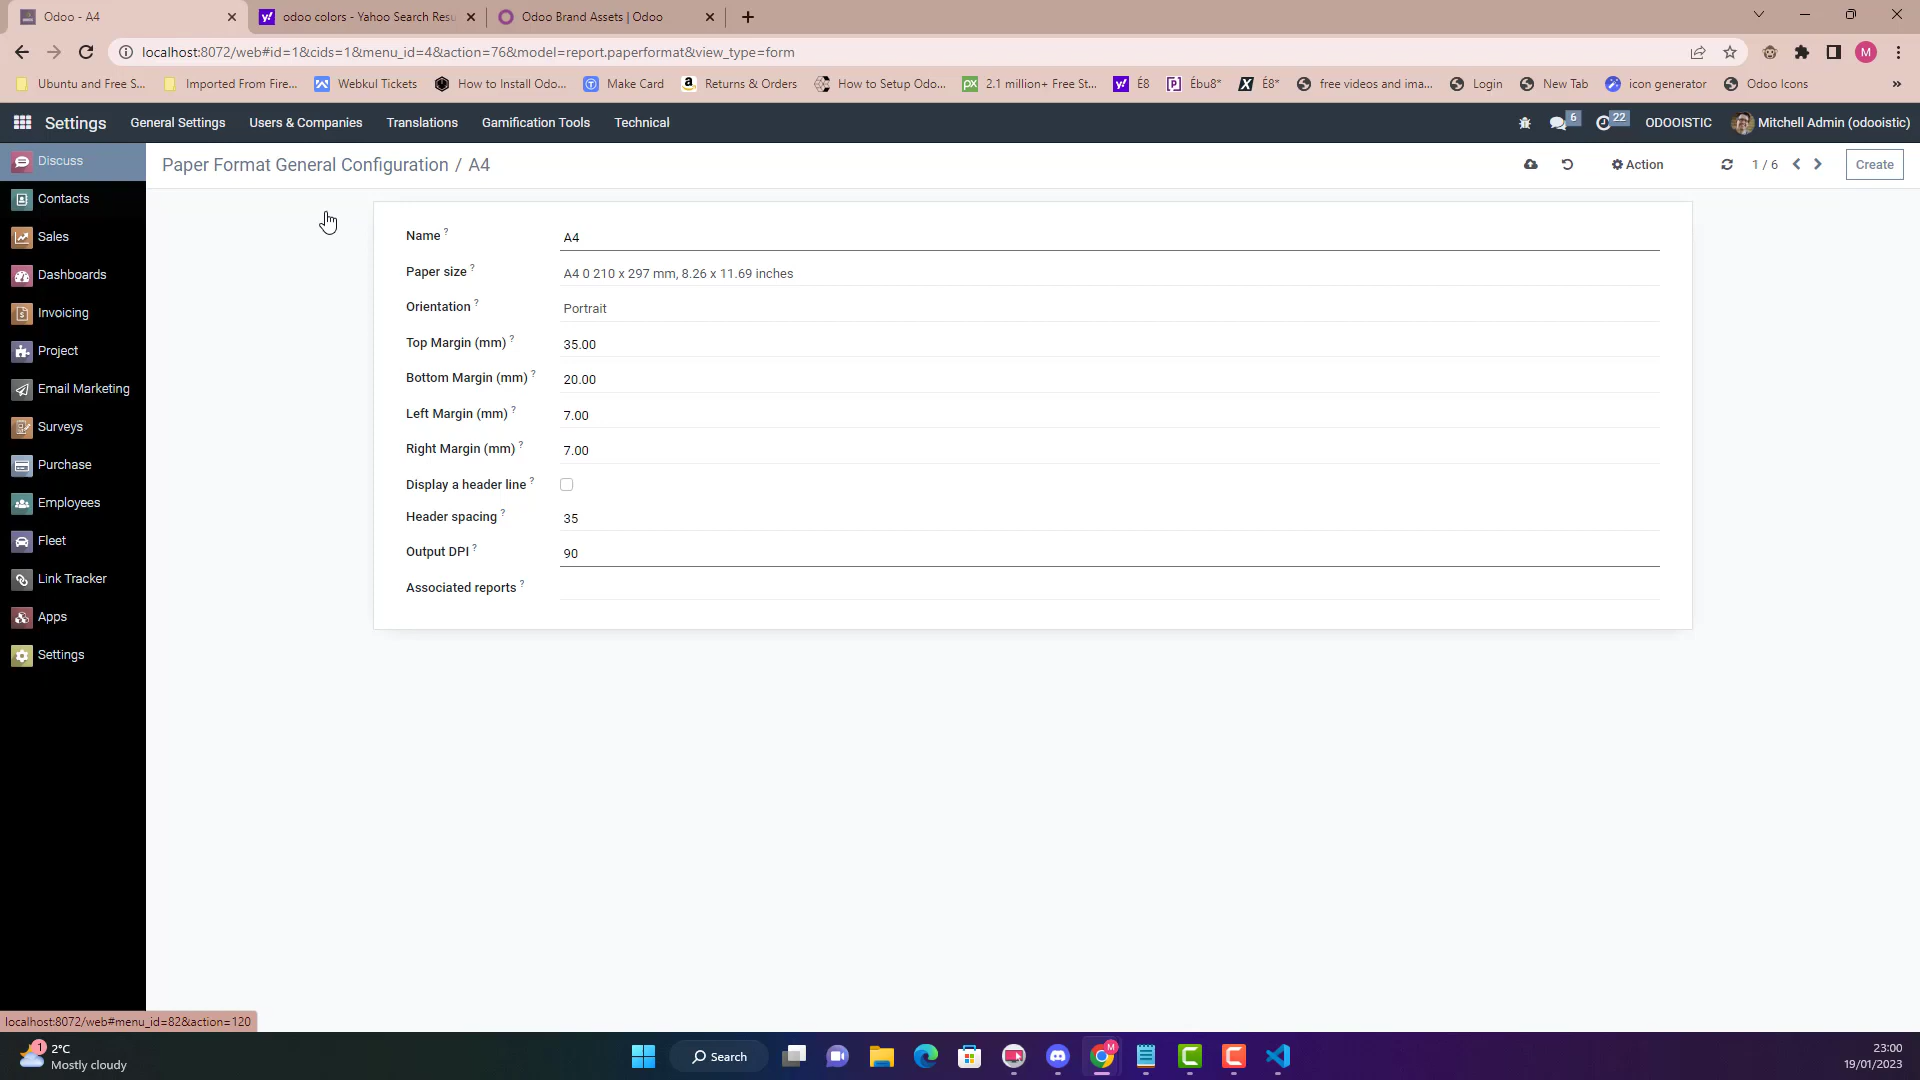 Odoo - A4
odoo colors - Yahoo Search Resu
Odoo Brand Assets | Odoo
localhost:8072/web#id=1&cids=1&menu_id=4&action=76&model=report.paperformat&view_type=form
M
Ubuntu and Free S...
Imported From Fire...
Webkul Tickets
How to Install Odo...
Make Card
Returns & Orders
How to Setup Odo...
2.1 million+ Free St...
É8
Êbu8*
É8*
free videos and ima...
Login
New Tab
icon generator
Odoo Icons
»
Settings
General Settings
Users & Companies
Translations
Gamification Tools
Technical
6
22
ODOOISTIC
Mitchell Admin (odooistic)
Discuss
Contacts
Sales
Dashboards
Invoicing
Project
Email Marketing
Surveys
Purchase
Employees
Fleet
Link Tracker
Apps
Settings
Paper Format General Configuration / A4
Action
1 / 6
Create
Name ?
A4
Paper size ?
A4 0 210 x 297 mm, 8.26 x 11.69 inches
Orientation ?
Portrait
Top Margin (mm) ?
35.00
Bottom Margin (mm) ?
20.00
Left Margin (mm) ?
7.00
Right Margin (mm) ?
7.00
Display a header line ?
Header spacing ?
35
Output DPI ?
90
Associated reports ?
localhost:8072/web#menu_id=82&action=120
1
2°C
Mostly cloudy
Search
M
23:00
19/01/2023